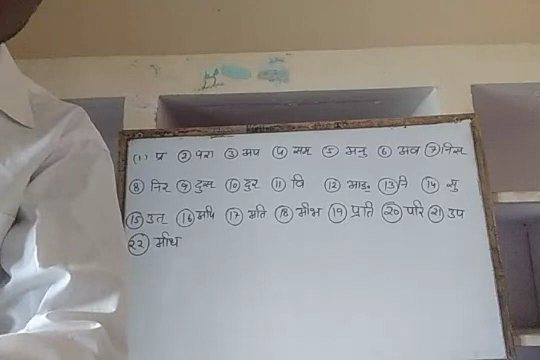 (1) प्र (2) परा (3) अप (4) सम् (5) अनु (6) अव (7) निस्
(8) निर् (9) दुस् (10) दुर् (11) वि (12) आङ् (13) नि (14) सु
(15) उत् (16) अपि (17) अति (18) अभि (19) प्रति (20) परि (21) उप
(22) अधि